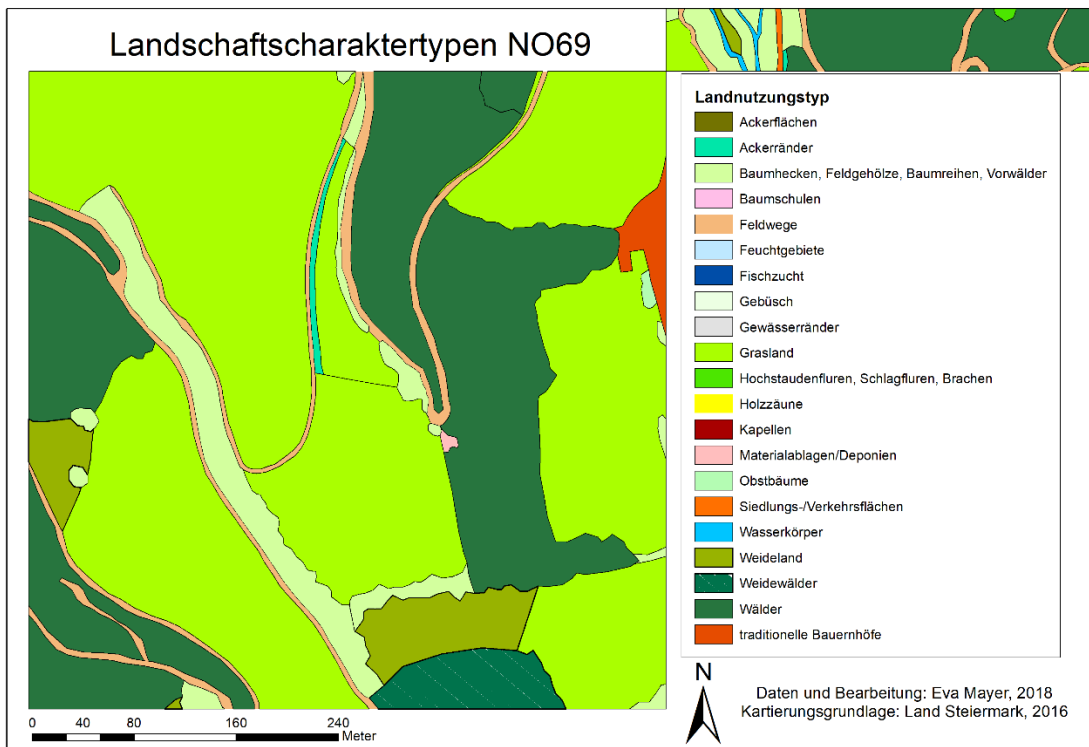 Landschaftscharaktertypen NO69
Landnutzungstyp
Ackerflächen
Ackerränder
Baumhecken, Feldgehölze, Baumreihen, Vorwälder
Baumschulen
Feldwege
Feuchtgebiete
Fischzucht
Gebüsch
Gewässerränder
Grasland
Hochstaudenfluren, Schlagfluren, Brachen
Holzzäune
Kapellen
Materialablagen/Deponien
Obstbäume
Siedlungs-/Verkehrsflächen
Wasserkörper
Weideland
Weidewälder
Wälder
traditionelle Bauernhöfe
N
Daten und Bearbeitung: Eva Mayer, 2018
Kartierungsgrundlage: Land Steiermark, 2016
0 40 80 160 240
Meter